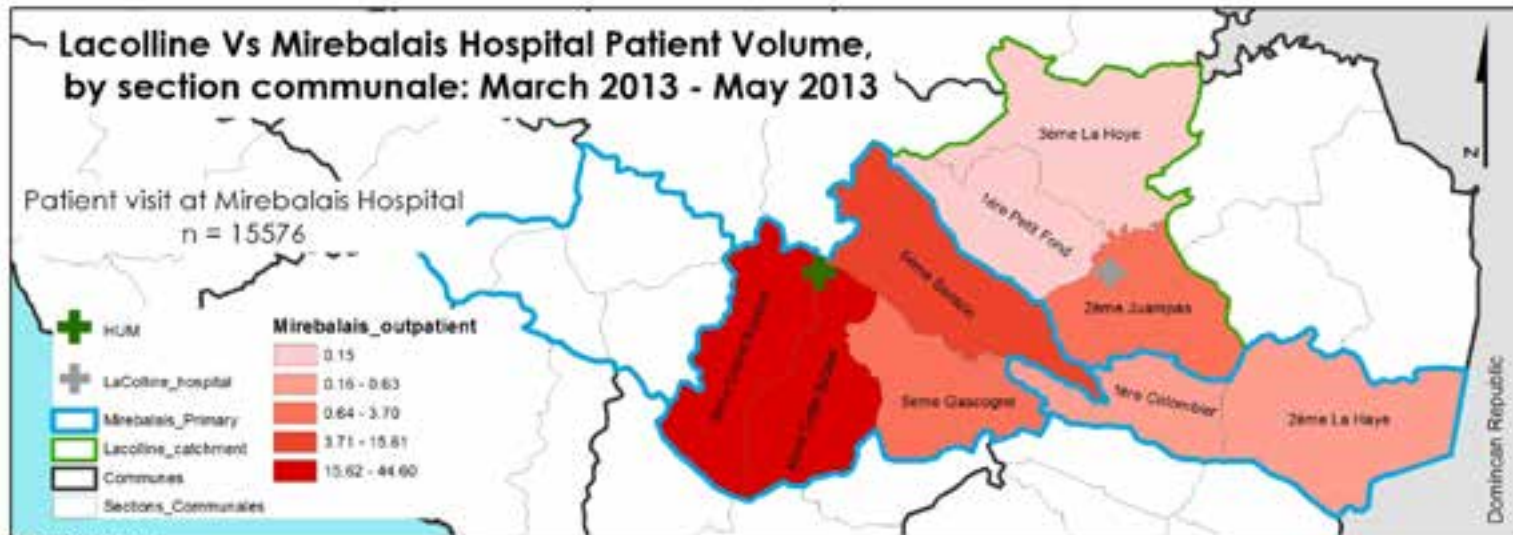 Lacolline Vs Mirebalais Hospital Patient Volume,
by section communale: March 2013 - May 2013
Patient visit at Mirebalais Hospital
n = 15576
HUM
LaColline_hospital
Mirebalais_Primary
Lacolline_catchment
Communes
Sections_Communales
Mirebalais_outpatient
0.15
0.16 - 0.63
0.64 - 3.70
3.71 - 15.61
15.62 - 44.60
3ème La Hoye
1ère Petit Fond
2ème Juampas
5ème Gascogne
1ère Colombier
2ème La Haye
N
Domincan Republic